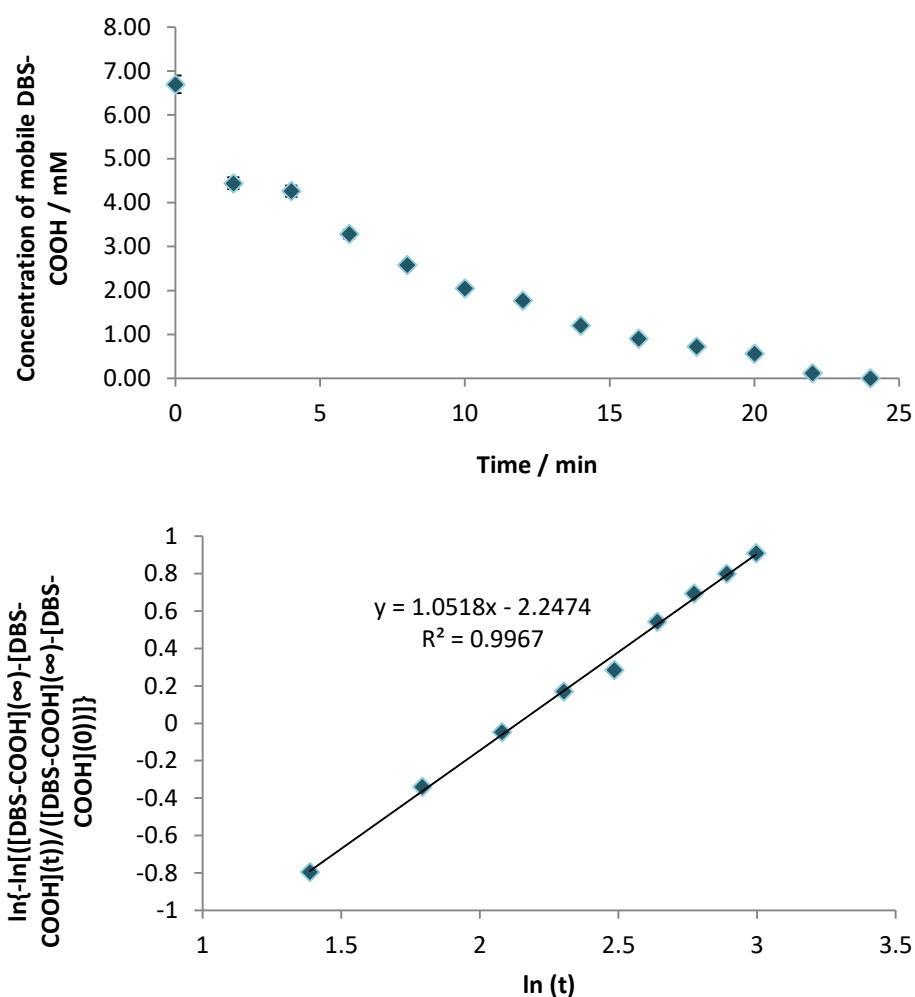 Concentration of mobile DBS-
COOH / mM
8.00
7.00
6.00
5.00
4.00
3.00
2.00
1.00
0.00
0 5 10 15 20 25
Time / min
ln{-ln[([DBS-COOH](∞)-[DBS-
COOH](t))/([DBS-COOH](∞)-[DBS-
COOH](0))]}
1
0.8
0.6
0.4
0.2
0
-0.2
-0.4
-0.6
-0.8
-1
y = 1.0518x - 2.2474
R² = 0.9967
1 1.5 2 2.5 3 3.5
ln (t)